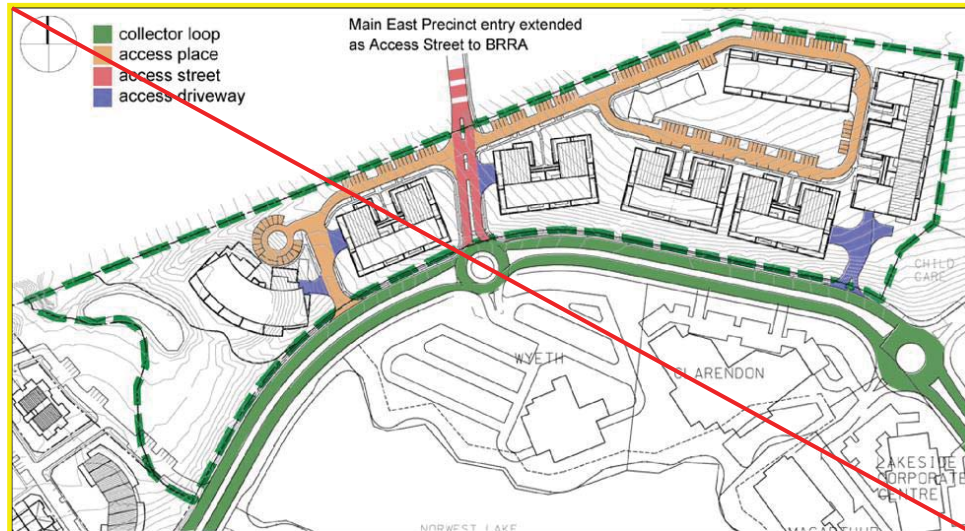 collector loop
access place
access street
access driveway
Main East Precinct entry extended
as Access Street to BRRA
CHILD
CARE
WYETH
CLARENDON
LAKESIDE
CORPORATE
CENTRE
MACARTHUR
NORWEST LAKE